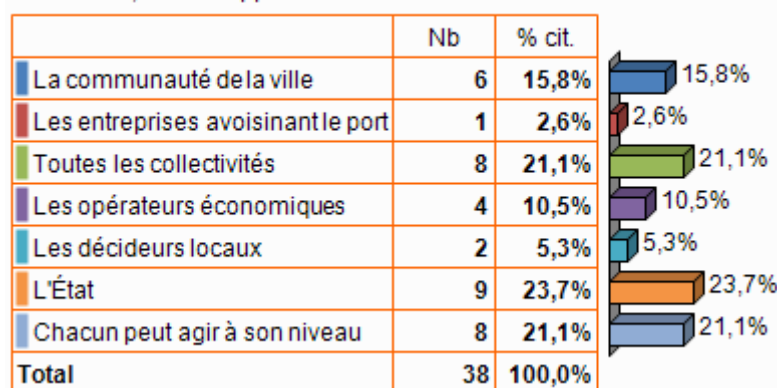 Nb % cit.
La communauté de la ville 6 15,8% 15,8%
Les entreprises avoisinant le port 1 2,6% 2,6%
Toutes les collectivités 8 21,1% 21,1%
Les opérateurs économiques 4 10,5% 10,5%
Les décideurs locaux 2 5,3% 5,3%
L'État 9 23,7% 23,7%
Chacun peut agir à son niveau 8 21,1% 21,1%
Total 38 100,0%